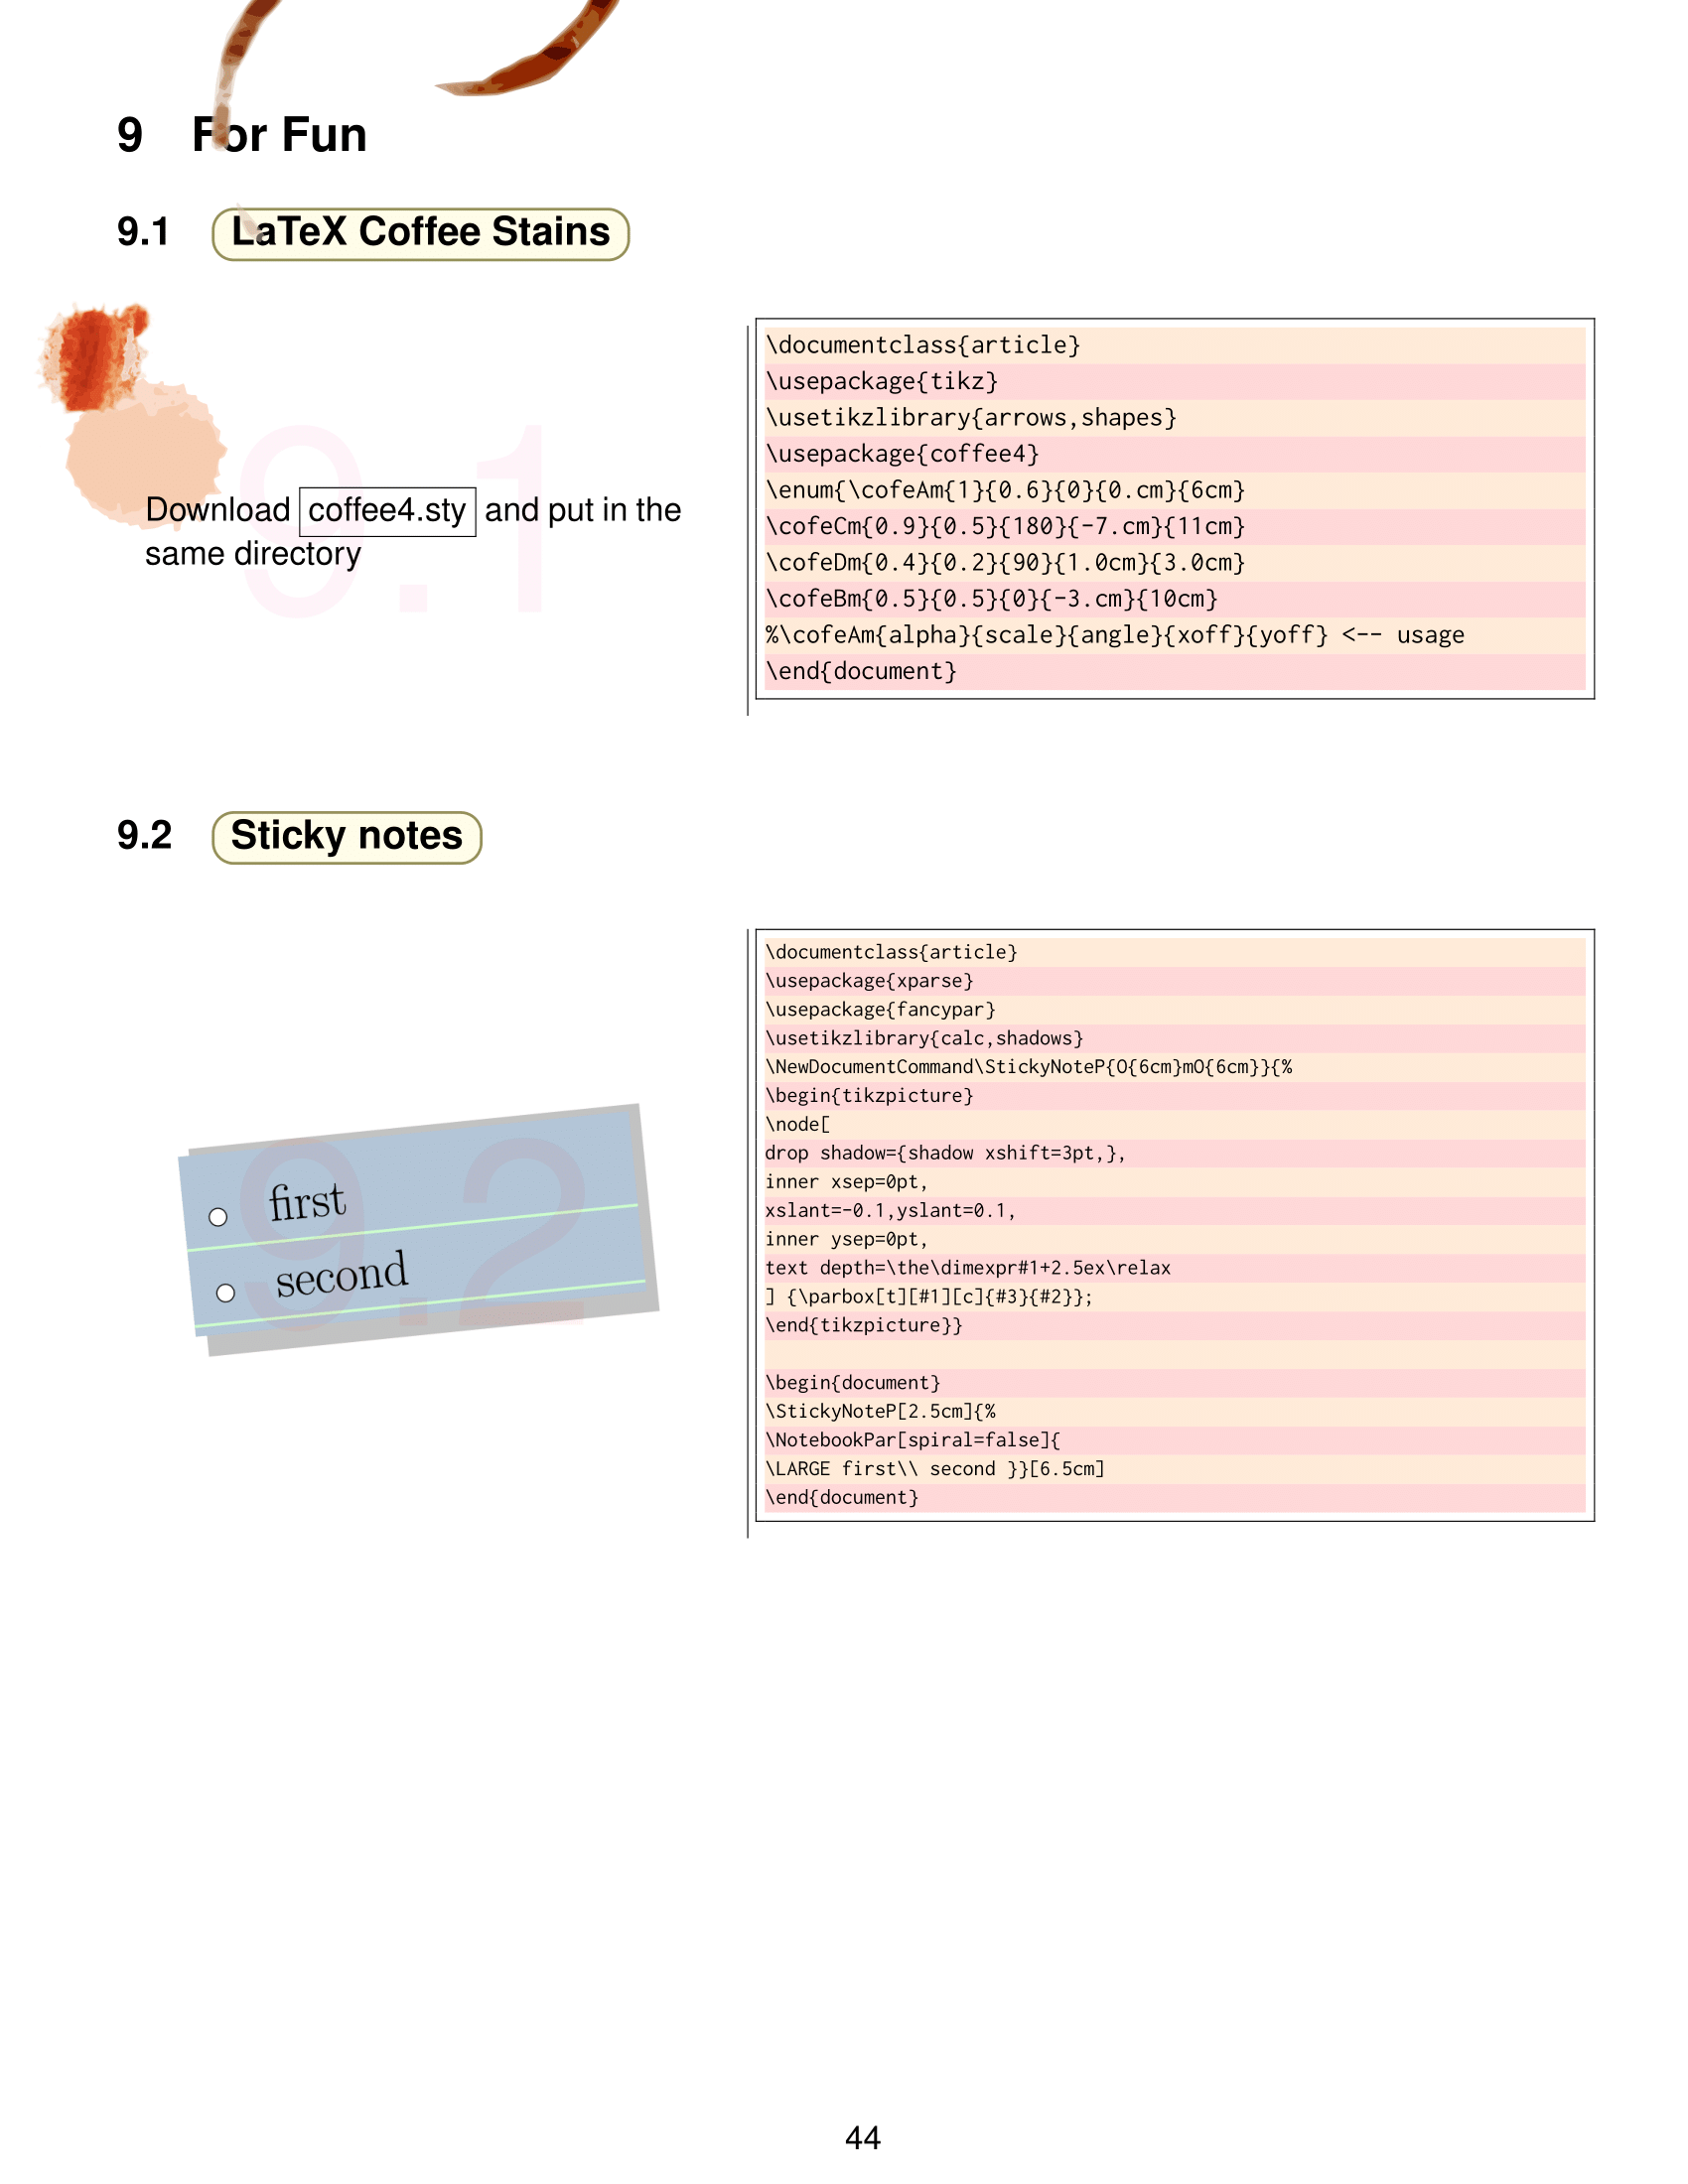 9 For Fun
9.1 LaTeX Coffee Stains
9.1
Download coffee4.sty and put in the
same directory
\documentclass{article}
\usepackage{tikz}
\usetikzlibrary{arrows,shapes}
\usepackage{coffee4}
\enum{\cofeAm{1}{0.6}{0}{0.cm}{6cm}
\cofeCm{0.9}{0.5}{180}{-7.cm}{11cm}
\cofeDm{0.4}{0.2}{90}{1.0cm}{3.0cm}
\cofeBm{0.5}{0.5}{0}{-3.cm}{10cm}
%\cofeAm{alpha}{scale}{angle}{xoff}{yoff} <-- usage
\end{document}
9.2 Sticky notes
9.2
first
second
\documentclass{article}
\usepackage{xparse}
\usepackage{fancypar}
\usetikzlibrary{calc,shadows}
\NewDocumentCommand\StickyNoteP{O{6cm}mO{6cm}}{%
\begin{tikzpicture}
\node[
drop shadow={shadow xshift=3pt,},
inner xsep=0pt,
xslant=-0.1,yslant=0.1,
inner ysep=0pt,
text depth=\the\dimexpr#1+2.5ex\relax
] {\parbox[t][#1][c]{#3}{#2}};
\end{tikzpicture}}
\begin{document}
\StickyNoteP[2.5cm]{%
\NotebookPar[spiral=false]{
\LARGE first\\ second }}[6.5cm]
\end{document}
44